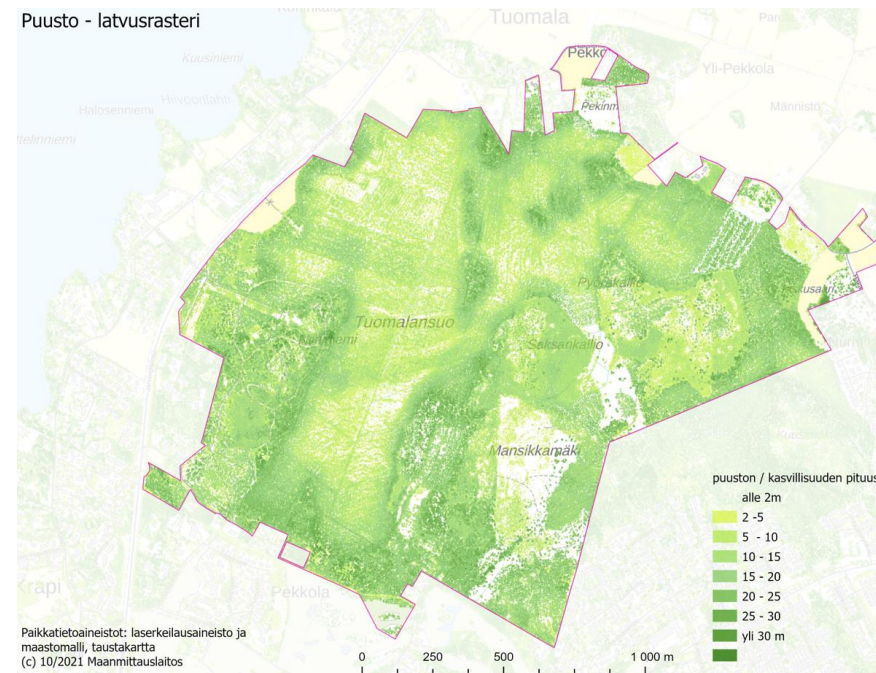 Puusto - latvusrasteri
Tuomala
Kuusiniemi
Pekko
Yli-Pekkola
Halosenniemi
Hiivoonlahti
Pekinm
Männistö
Pyöräkallio
Tuomalansuo
Saksankallio
Mansikkamäki
puuston / kasvillisuuden pituus
alle 2m
2 -5
5 - 10
10 - 15
15 - 20
20 - 25
25 - 30
yli 30 m
Krapi
Pekkola
Paikkatietoaineistot: laserkeilausaineisto ja
maastomalli, taustakartta
(c) 10/2021 Maanmittauslaitos
0 250 500 1 000 m